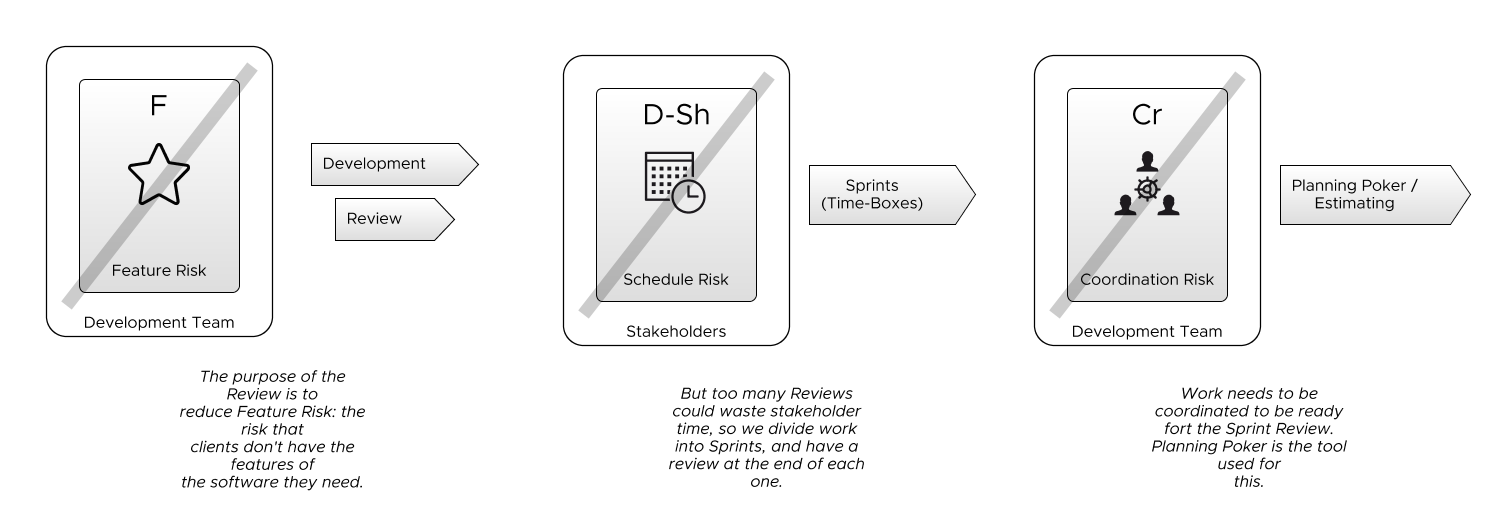 F
Feature Risk
Development Team
Development
Review
The purpose of the
Review is to
reduce Feature Risk: the
risk that
clients don't have the
features of
the software they need.
D-Sh
Schedule Risk
Stakeholders
Sprints
(Time-Boxes)
But too many Reviews
could waste stakeholder
time, so we divide work
into Sprints, and have a
review at the end of each
one.
Cr
Coordination Risk
Development Team
Planning Poker /
Estimating
Work needs to be
coordinated to be ready
fort the Sprint Review.
Planning Poker is the tool
used for
this.